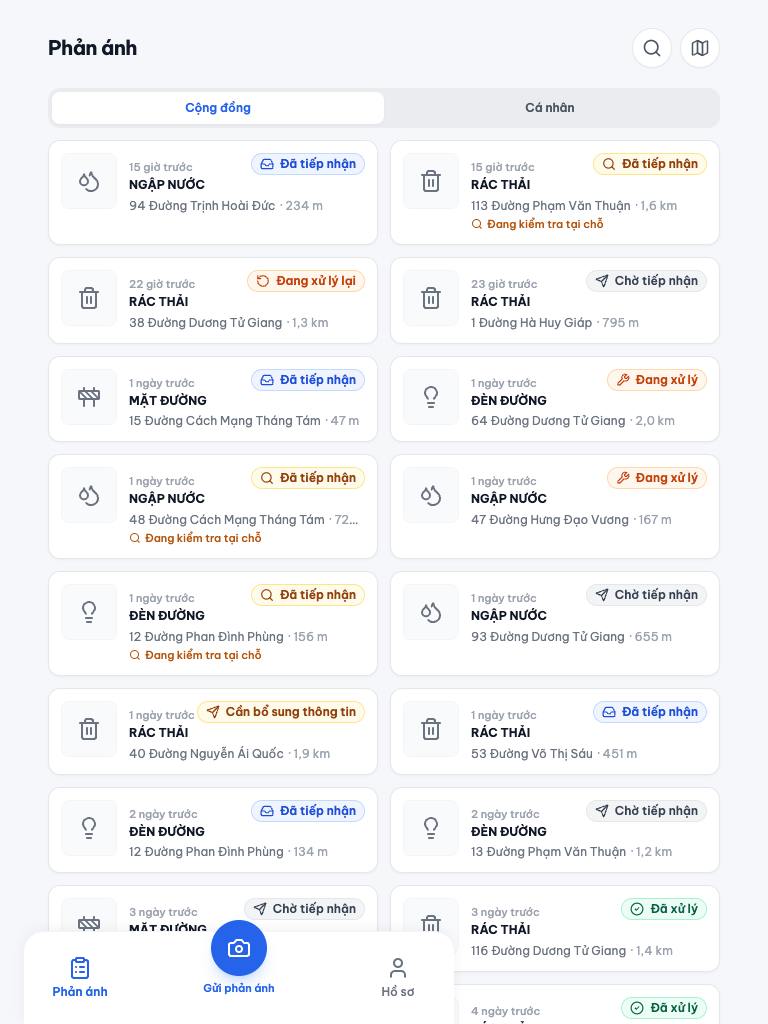 Phản ánh
Cộng đồng
Cá nhân
15 giờ trước
Đã tiếp nhận
NGẬP NƯỚC
94 Đường Trịnh Hoài Đức · 234 m
15 giờ trước
Đã tiếp nhận
RÁC THẢI
113 Đường Phạm Văn Thuận · 1,6 km
Đang kiểm tra tại chỗ
22 giờ trước
Đang xử lý lại
RÁC THẢI
38 Đường Dương Tử Giang · 1,3 km
23 giờ trước
Chờ tiếp nhận
RÁC THẢI
1 Đường Hà Huy Giáp · 795 m
1 ngày trước
Đã tiếp nhận
MẶT ĐƯỜNG
15 Đường Cách Mạng Tháng Tám · 47 m
1 ngày trước
Đang xử lý
ĐÈN ĐƯỜNG
64 Đường Dương Tử Giang · 2,0 km
1 ngày trước
Đã tiếp nhận
NGẬP NƯỚC
48 Đường Cách Mạng Tháng Tám · 72...
Đang kiểm tra tại chỗ
1 ngày trước
Đang xử lý
NGẬP NƯỚC
47 Đường Hưng Đạo Vương · 167 m
1 ngày trước
Đã tiếp nhận
ĐÈN ĐƯỜNG
12 Đường Phan Đình Phùng · 156 m
Đang kiểm tra tại chỗ
1 ngày trước
Chờ tiếp nhận
NGẬP NƯỚC
93 Đường Dương Tử Giang · 655 m
1 ngày trước
Cần bổ sung thông tin
RÁC THẢI
40 Đường Nguyễn Ái Quốc · 1,9 km
1 ngày trước
Đã tiếp nhận
RÁC THẢI
53 Đường Võ Thị Sáu · 451 m
2 ngày trước
Đã tiếp nhận
ĐÈN ĐƯỜNG
12 Đường Phan Đình Phùng · 134 m
2 ngày trước
Chờ tiếp nhận
ĐÈN ĐƯỜNG
13 Đường Phạm Văn Thuận · 1,2 km
3 ngày trước
Chờ tiếp nhận
MẶT ĐƯỜNG
3 ngày trước
Đã xử lý
RÁC THẢI
116 Đường Dương Tử Giang · 1,4 km
4 ngày trước
Đã xử lý
Phản ánh
Gửi phản ánh
Hồ sơ